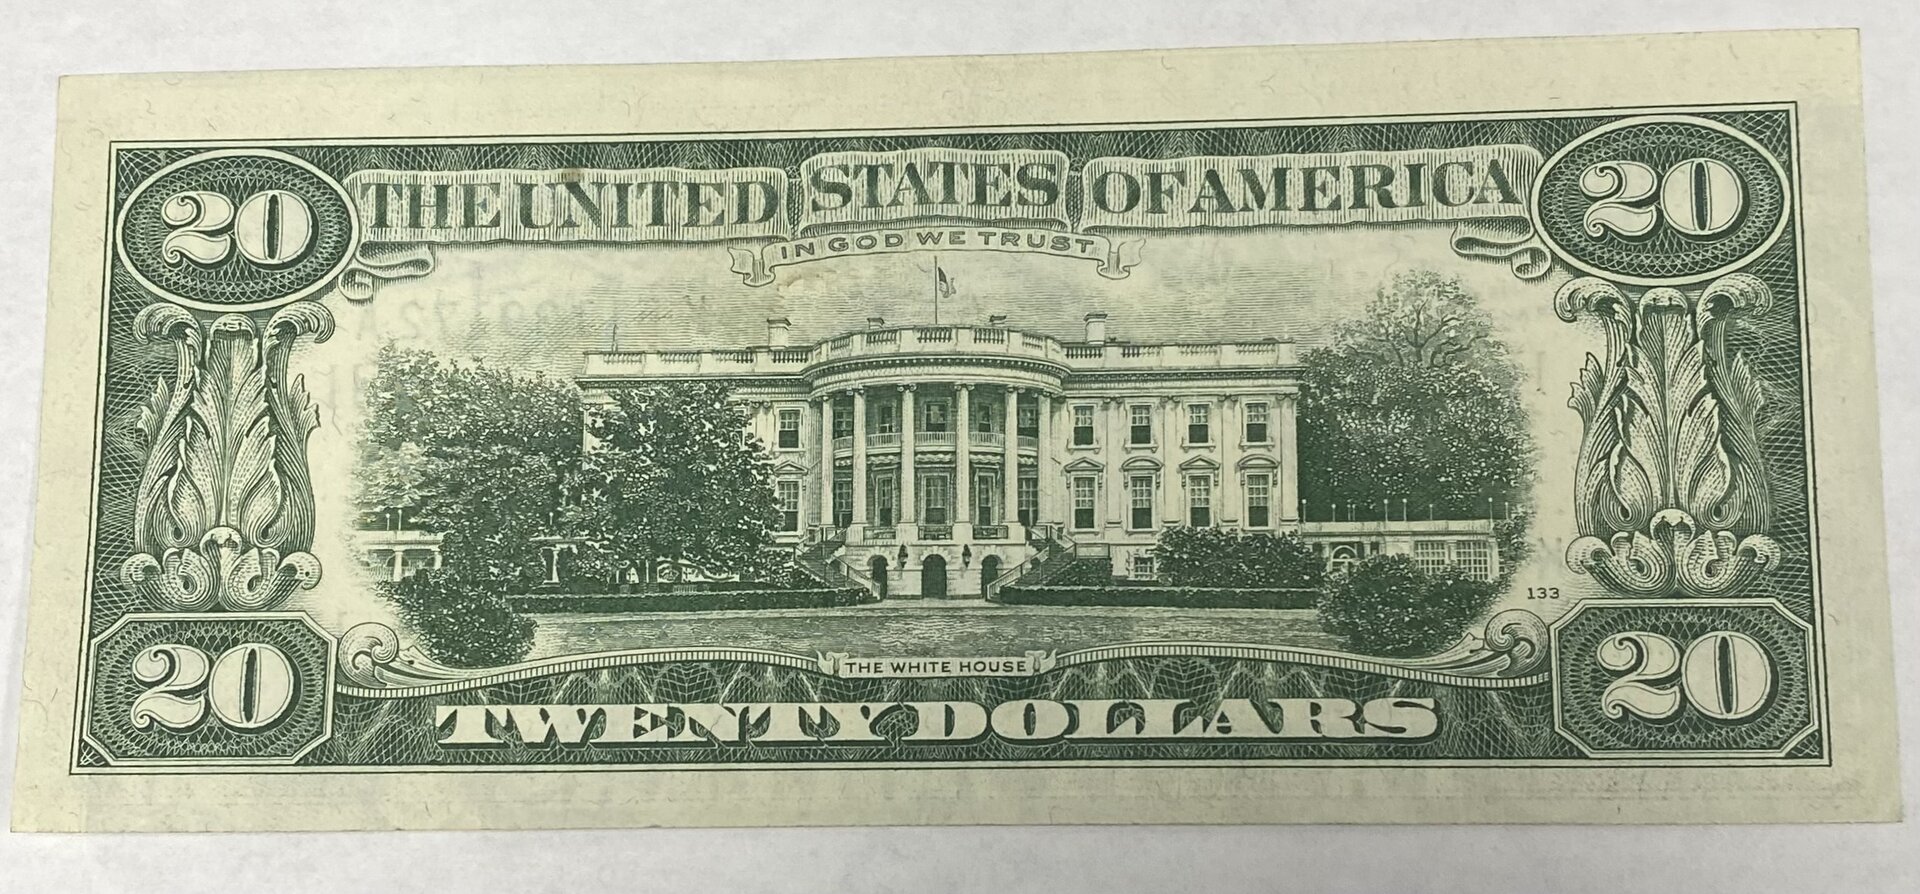 20 THE UNITED STATES OF AMERICA 20
IN GOD WE TRUST
133
THE WHITE HOUSE
20 TWENTY DOLLARS 20